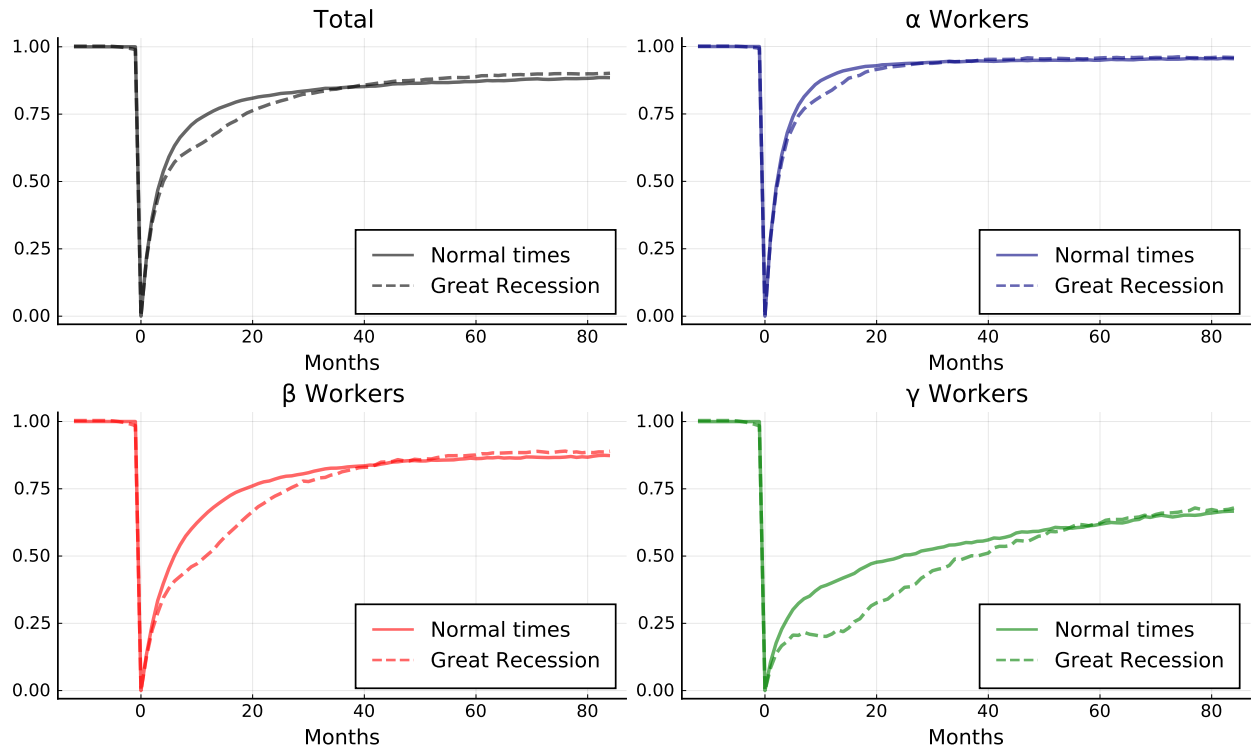 Total
1.00
0.75
0.50
0.25
0.00
0
20
40
60
80
Months
Normal times
Great Recession
α Workers
1.00
0.75
0.50
0.25
0.00
0
20
40
60
80
Months
Normal times
Great Recession
β Workers
1.00
0.75
0.50
0.25
0.00
0
20
40
60
80
Months
Normal times
Great Recession
γ Workers
1.00
0.75
0.50
0.25
0.00
0
20
40
60
80
Months
Normal times
Great Recession